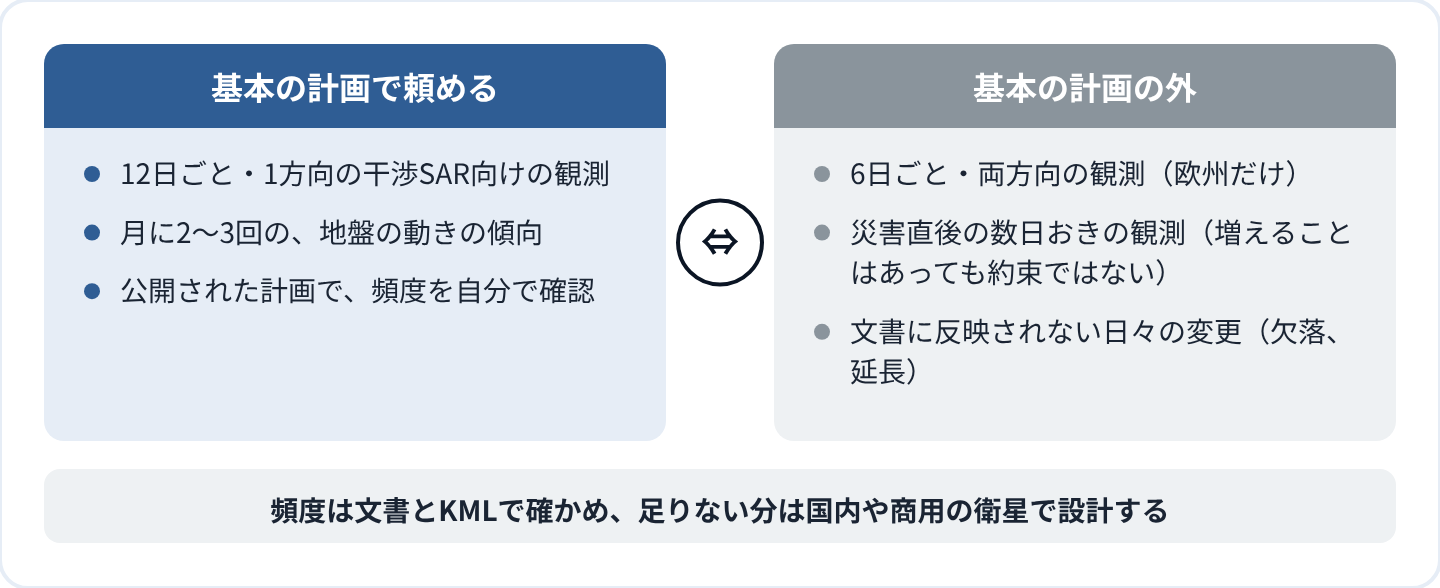 基本の計画で頼める
12日ごと・1方向の干渉SAR向けの観測
月に2〜3回の、地盤の動きの傾向
公開された計画で、頻度を自分で確認
⇔
基本の計画の外
6日ごと・両方向の観測（欧州だけ）
災害直後の数日おきの観測（増えること
はあっても約束ではない）
文書に反映されない日々の変更（欠落、
延長）
頻度は文書とKMLで確かめ、足りない分は国内や商用の衛星で設計する